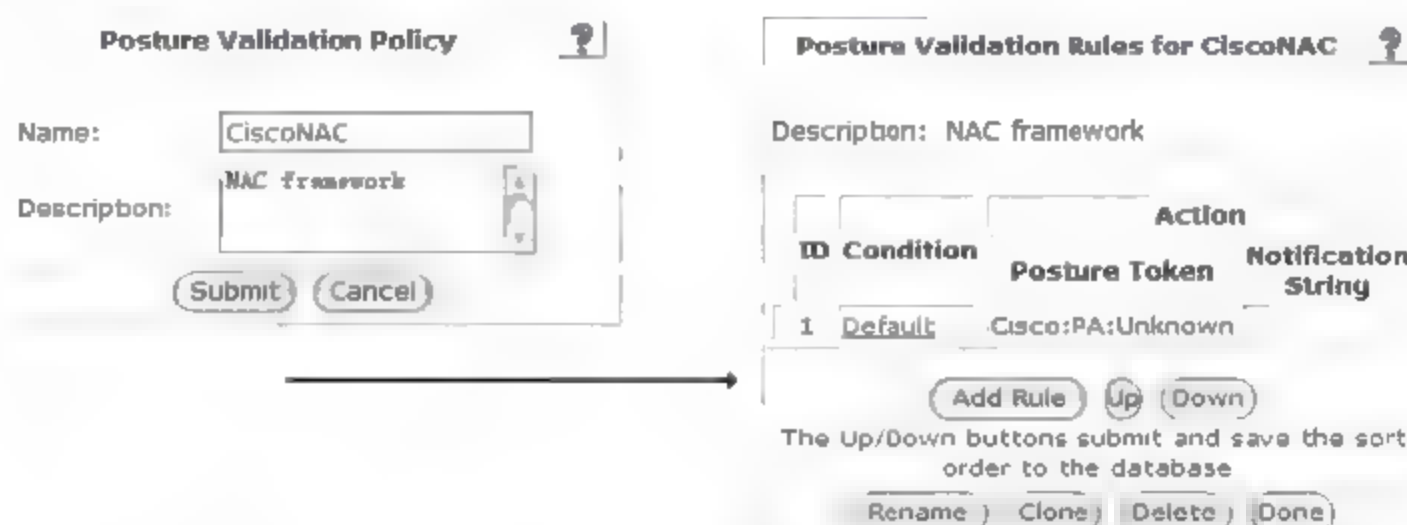 Posture Validation Policy ?
Name: CiscoNAC
Description: NAC framework
Submit Cancel
Posture Validation Rules for CiscoNAC ?
Description: NAC framework
ID Condition Action
Posture Token Notification String
1 Default Cisco:PA:Unknown
Add Rule Up Down
The Up/Down buttons submit and save the sort
order to the database
Rename Clone Delete Done